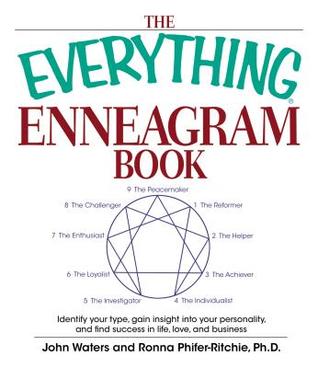 THE
EVERYTHING®
ENNEAGRAM
BOOK
9 The Peacemaker
8 The Challenger
1 The Reformer
7 The Enthusiast
2 The Helper
6 The Loyalist
3 The Achiever
5 The Investigator
4 The Individualist
Identify your type, gain insight into your personality,
and find success in life, love, and business
John Waters and Ronna Phifer-Ritchie, Ph.D.